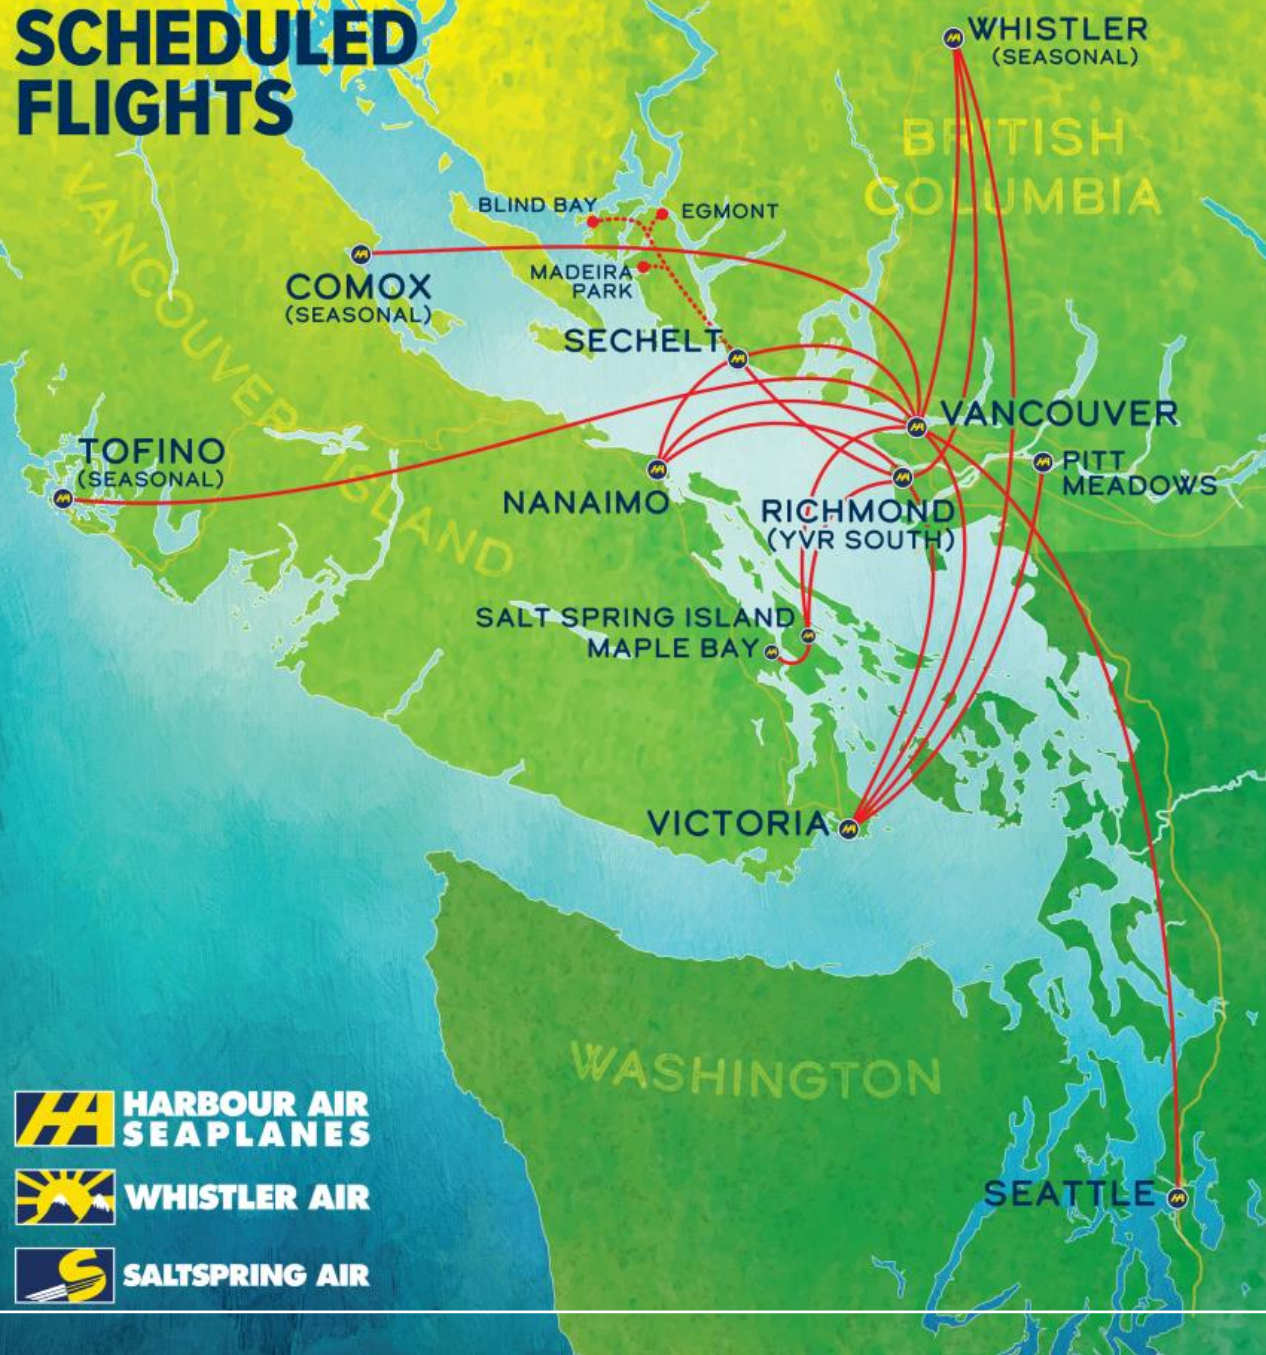 SCHEDULED
FLIGHTS
WHISTLER
(SEASONAL)
BRITISH
COLUMBIA
VANCOUVER ISLAND
BLIND BAY
EGMONT
COMOX
(SEASONAL)
MADEIRA
PARK
SECHELT
VANCOUVER
TOFINO
(SEASONAL)
PITT
MEADOWS
NANAIMO
RICHMOND
(YVR SOUTH)
SALT SPRING ISLAND
MAPLE BAY
VICTORIA
WASHINGTON
HARBOUR AIR
SEAPLANES
WHISTLER AIR
SEATTLE
SALTSPRING AIR